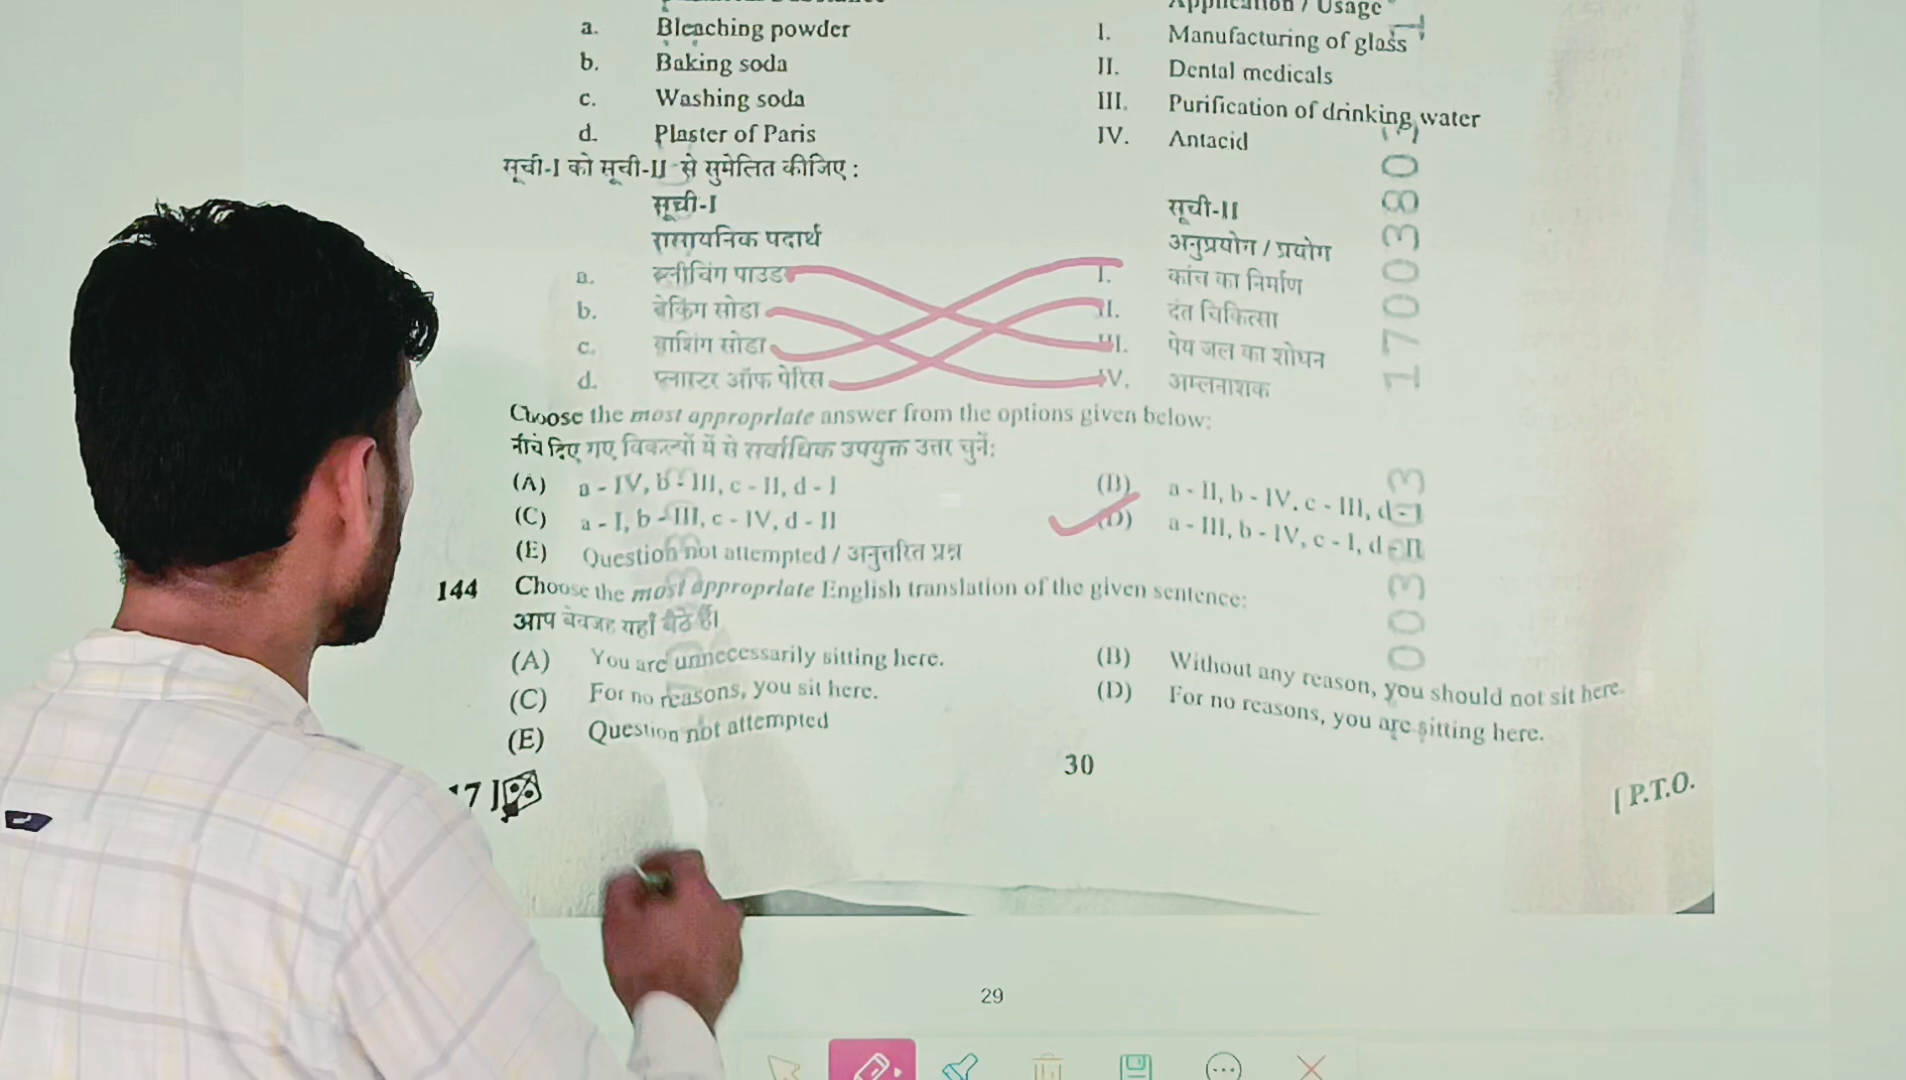 Application / Usage
a. Bleaching powder I. Manufacturing of glass
b. Baking soda II. Dental medicals
c. Washing soda III. Purification of drinking water
d. Plaster of Paris IV. Antacid
सूची-I को सूची-II से सुमेलित कीजिए :
सूची-I सूची-II
रासायनिक पदार्थ अनुप्रयोग / प्रयोग
a. ब्लीचिंग पाउडर I. कांच का निर्माण
b. बेकिंग सोडा II. दंत चिकित्सा
c. वाशिंग सोडा III. पेय जल का शोधन
d. प्लास्टर ऑफ पेरिस IV. अम्लनाशक
Choose the most appropriate answer from the options given below:
नीचे दिए गए विकल्पों में से सर्वाधिक उपयुक्त उत्तर चुनें:
(A) a - IV, b - III, c - II, d - I (B) a - II, b - IV, c - III, d - I
(C) a - I, b - III, c - IV, d - II (D) a - III, b - IV, c - I, d - II
(E) Question not attempted / अनुत्तरित प्रश्न
144 Choose the most appropriate English translation of the given sentence:
आप बेवजह यहाँ बैठे हैं।
(A) You are unnecessarily sitting here. (B) Without any reason, you should not sit here.
(C) For no reasons, you sit here. (D) For no reasons, you are sitting here.
(E) Question not attempted
17 ] 30 [ P.T.O.
29